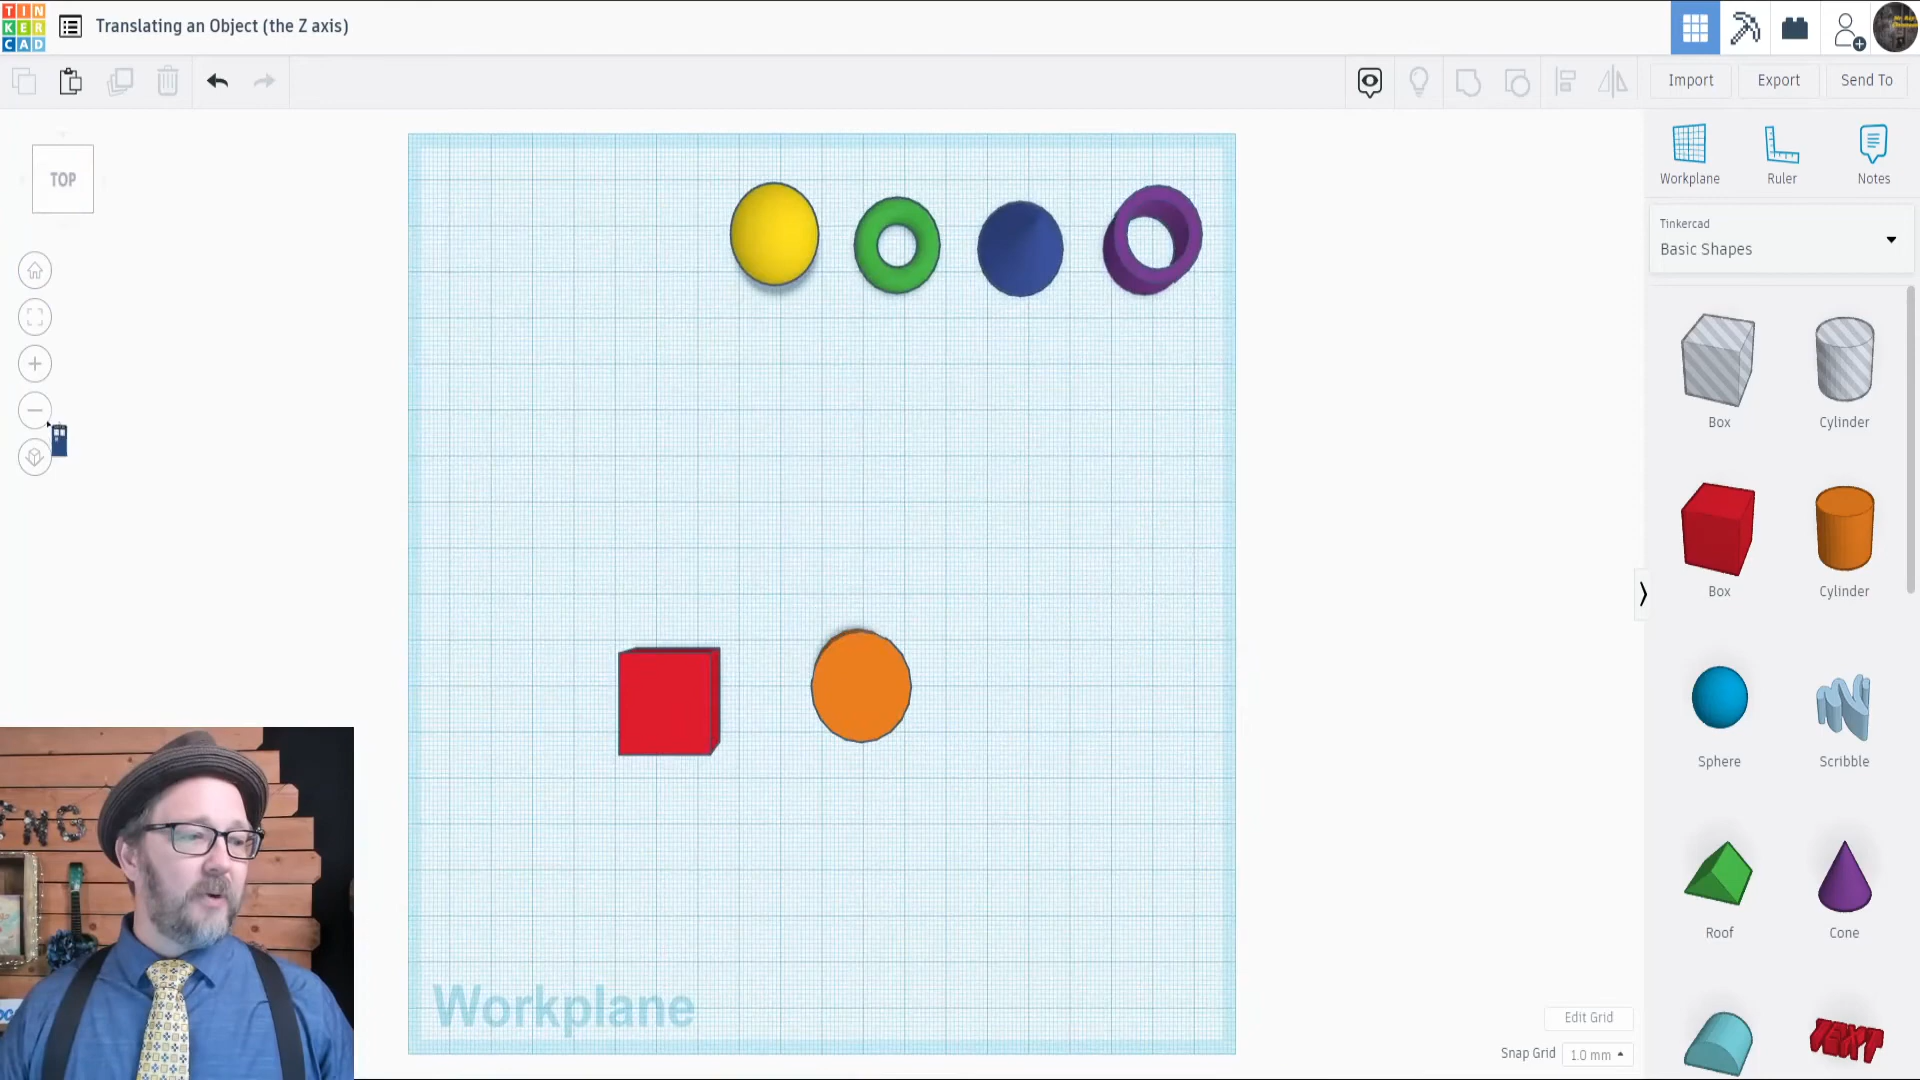 TIN
KER
CAD
Translating an Object (the Z axis)
Import
Export
Send To
TOP
Workplane
Ruler
Notes
Tinkercad
Basic Shapes
Box
Cylinder
Box
Cylinder
Sphere
Scribble
Roof
Cone
TEXT
Workplane
Edit Grid
Snap Grid
1.0 mm